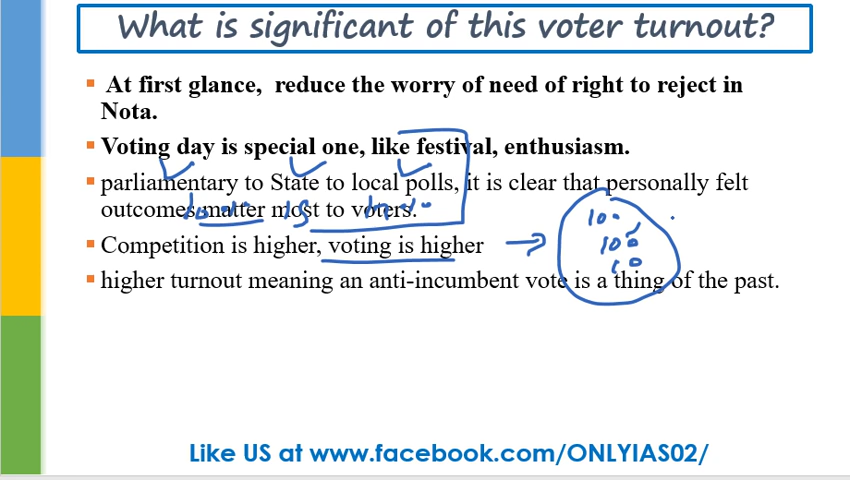 What is significant of this voter turnout?
At first glance, reduce the worry of need of right to reject in
Nota.
Voting day is special one, like festival, enthusiasm.
parliamentary to State to local polls, it is clear that personally felt
outcomes matter most to voters.
Competition is higher, voting is higher
100
100
higher turnout meaning an anti-incumbent vote is a thing of the past.
Like US at www.facebook.com/ONLYIAS02/